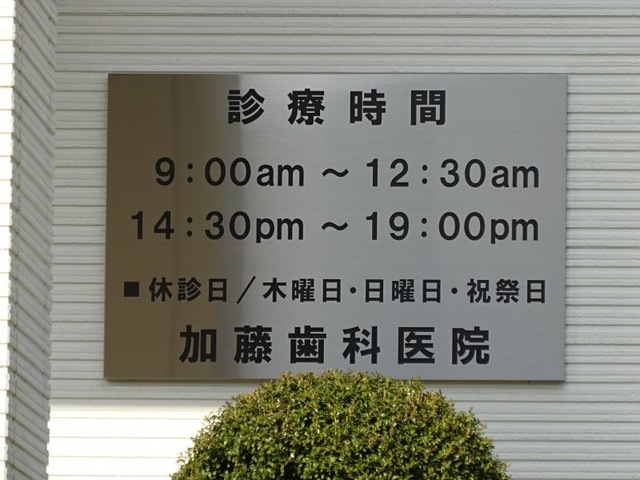 診療時間
9:00am～12:30am
14:30pm～19:00pm
■休診日/木曜日・日曜日・祝祭日
加藤歯科医院